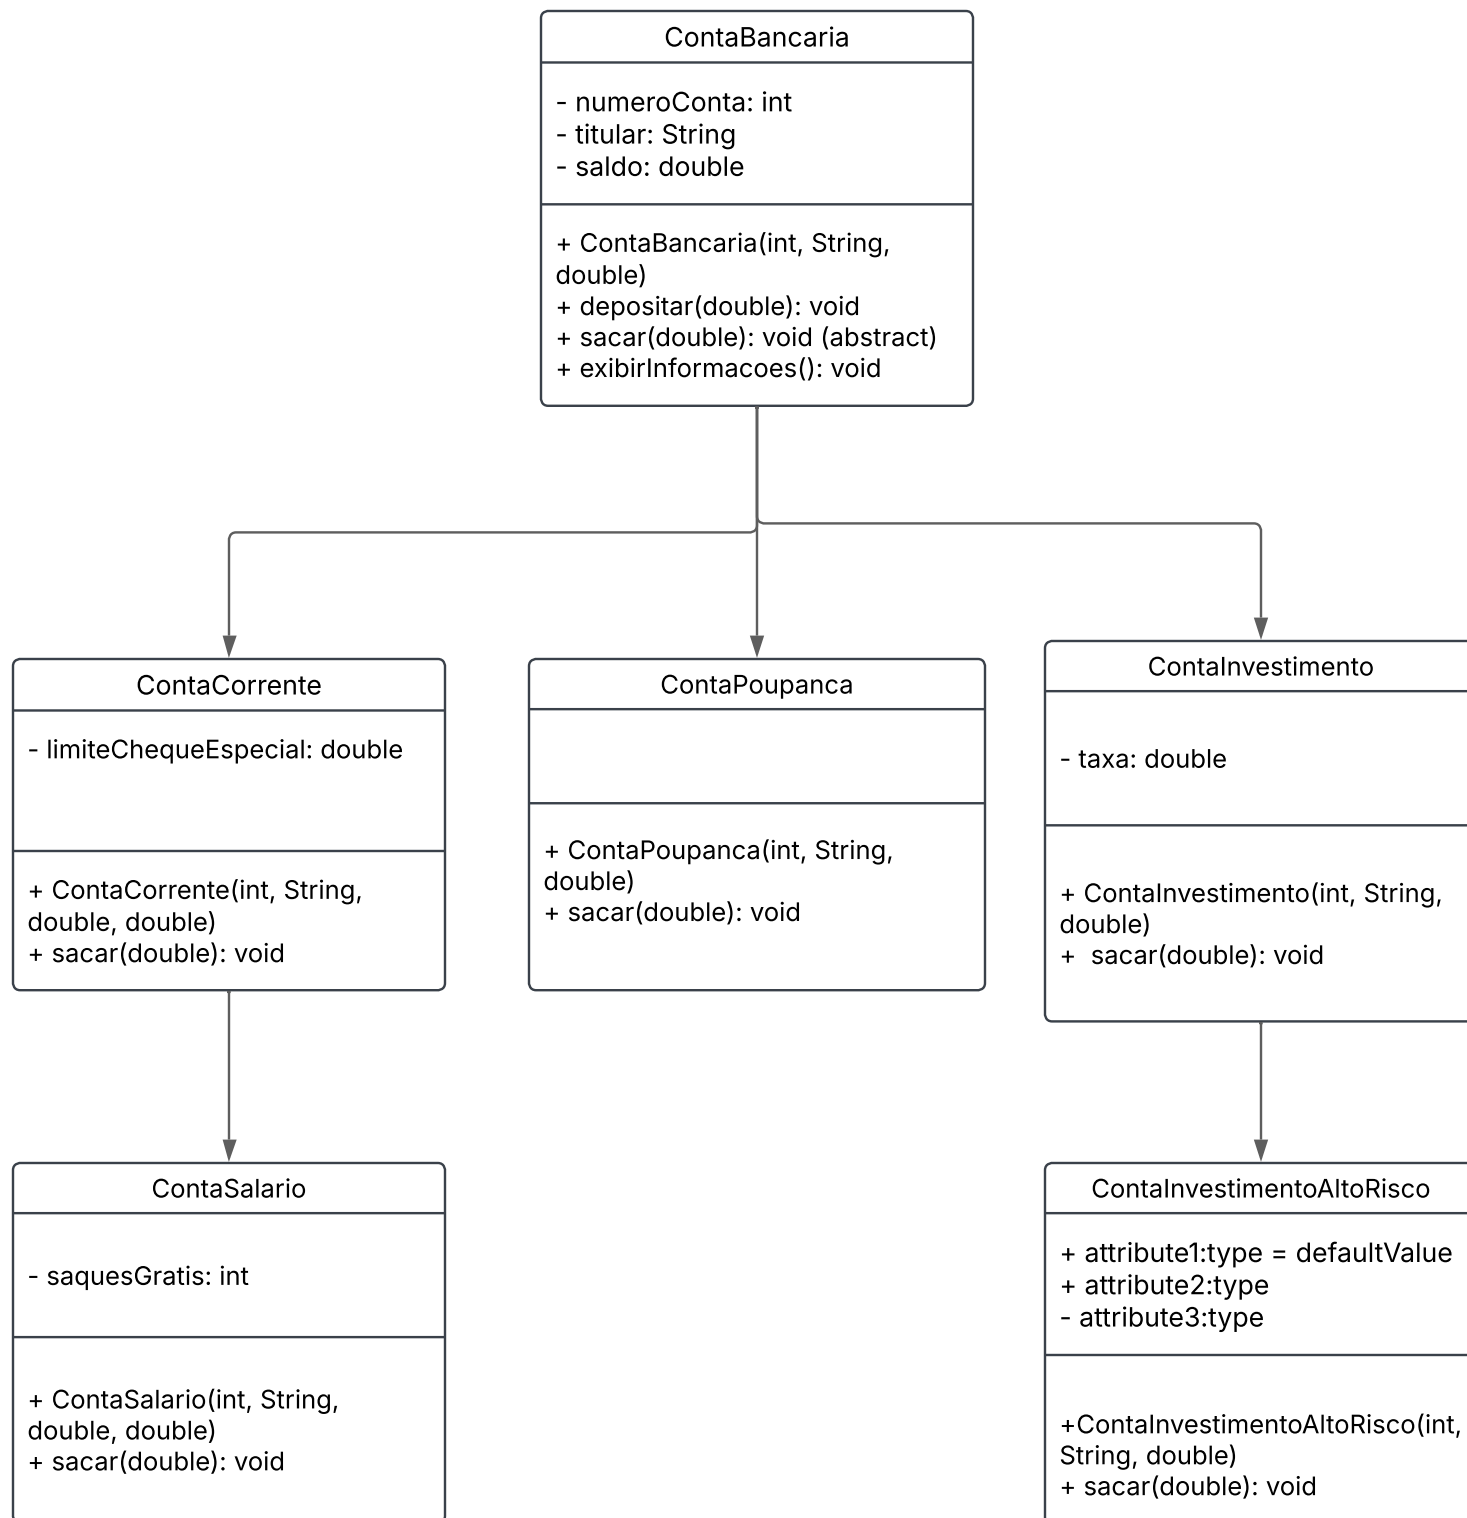 ContaBancaria
- numeroConta: int
- titular: String
- saldo: double
+ ContaBancaria(int, String,
double)
+ depositar(double): void
+ sacar(double): void (abstract)
+ exibirInformacoes(): void
ContaCorrente
- limiteChequeEspecial: double
+ ContaCorrente(int, String,
double, double)
+ sacar(double): void
ContaPoupanca
+ ContaPoupanca(int, String,
double)
+ sacar(double): void
ContaInvestimento
- taxa: double
+ ContaInvestimento(int, String,
double)
+  sacar(double): void
ContaSalario
- saquesGratis: int
+ ContaSalario(int, String,
double, double)
+ sacar(double): void
ContaInvestimentoAltoRisco
+ attribute1:type = defaultValue
+ attribute2:type
- attribute3:type
+ContaInvestimentoAltoRisco(int,
String, double)
+ sacar(double): void